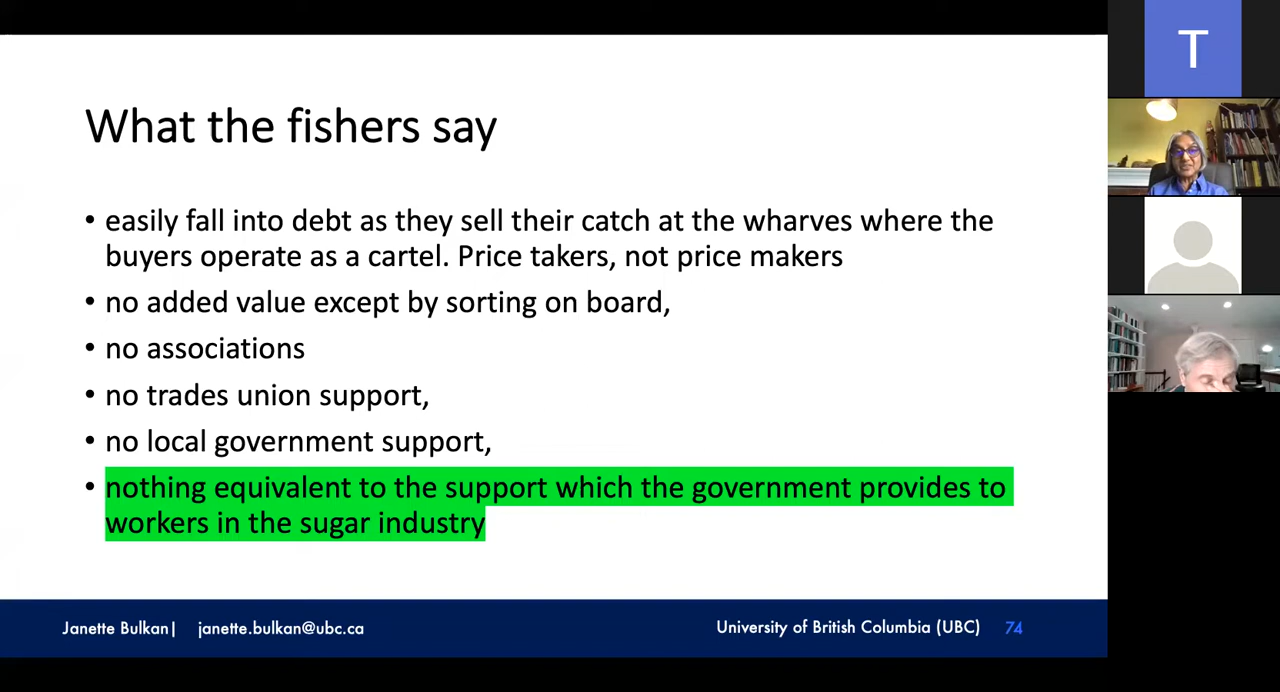 What the fishers say
• easily fall into debt as they sell their catch at the wharves where the
buyers operate as a cartel. Price takers, not price makers
• no added value except by sorting on board,
• no associations
• no trades union support,
• no local government support,
• nothing equivalent to the support which the government provides to
workers in the sugar industry
Janette Bulkan| janette.bulkan@ubc.ca University of British Columbia (UBC) 74
T